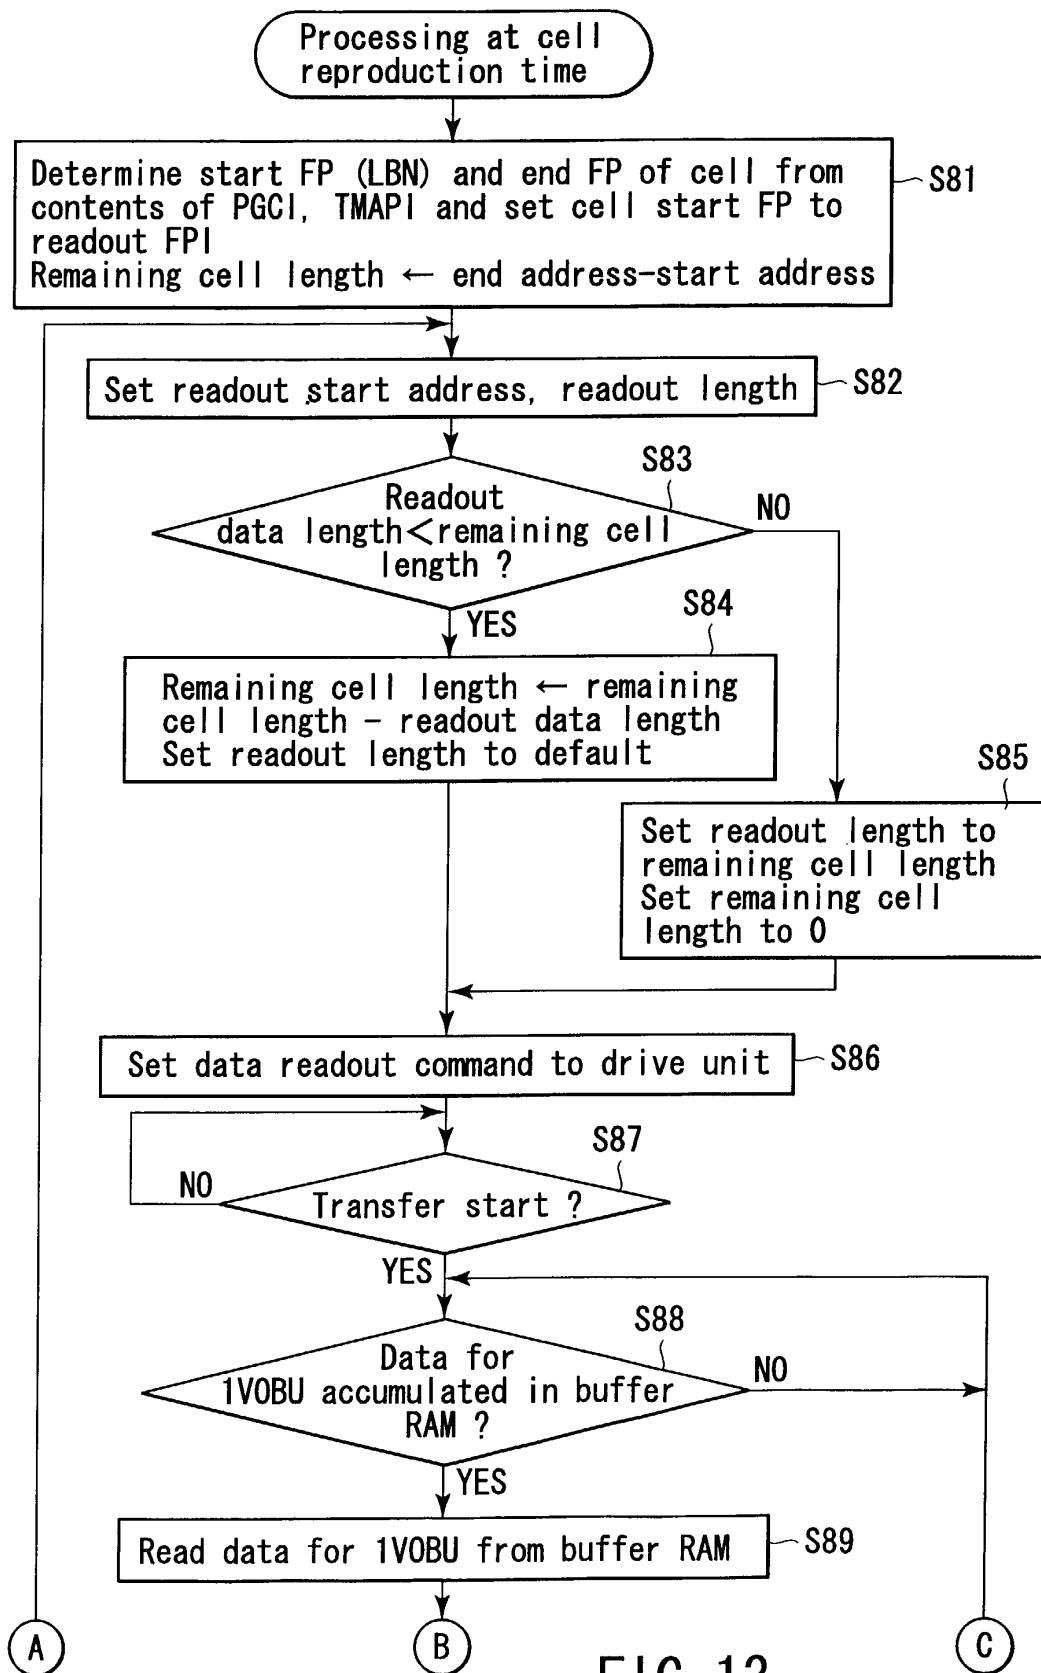 Processing at cell
reproduction time
Determine start FP (LBN) and end FP of cell from
contents of PGCI, TMAPI and set cell start FP to
readout FPI
Remaining cell length ← end address-start address
S81
Set readout start address, readout length
S82
S83
Readout
data length<remaining cell
length ?
NO
YES
S84
Remaining cell length ← remaining
cell length - readout data length
Set readout length to default
S85
Set readout length to
remaining cell length
Set remaining cell
length to 0
Set data readout command to drive unit
S86
S87
NO
Transfer start ?
YES
S88
Data for
1VOBU accumulated in buffer
RAM ?
NO
YES
Read data for 1VOBU from buffer RAM
S89
A
B
C